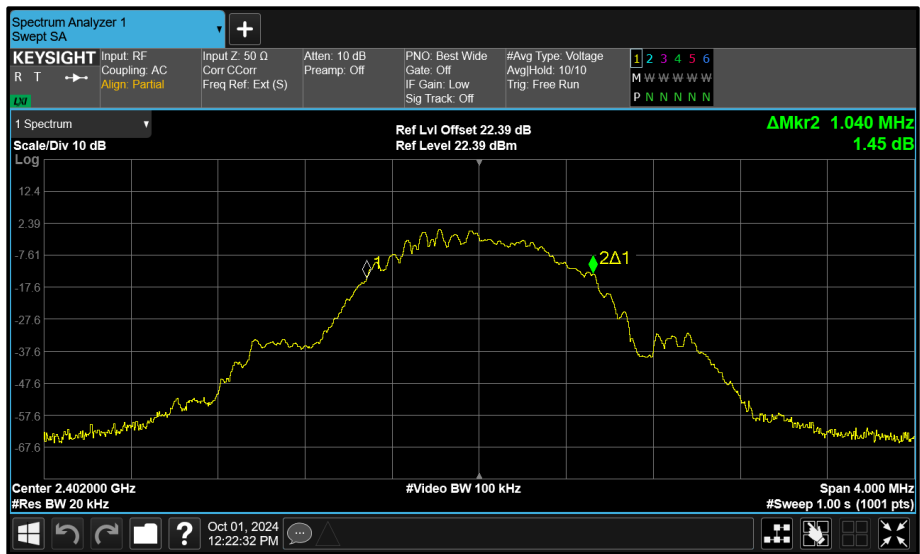 Spectrum Analyzer 1
Swept SA
KEYSIGHT
R T
LXI
Input: RF
Coupling: AC
Align: Partial
Input Z: 50 Ω
Corr CCorr
Freq Ref: Ext (S)
Atten: 10 dB
Preamp: Off
PNO: Best Wide
Gate: Off
IF Gain: Low
Sig Track: Off
#Avg Type: Voltage
Avg|Hold: 10/10
Trig: Free Run
1 2 3 4 5 6
M W W W W W
P N N N N N
1 Spectrum
Scale/Div 10 dB
Log
Ref Lvl Offset 22.39 dB
Ref Level 22.39 dBm
ΔMkr2 1.040 MHz
1.45 dB
12.4
2.39
-7.61
-17.6
-27.6
-37.6
-47.6
-57.6
-67.6
1
2Δ1
Center 2.402000 GHz
#Video BW 100 kHz
Span 4.000 MHz
#Res BW 20 kHz
#Sweep 1.00 s (1001 pts)
?
Oct 01, 2024
12:22:32 PM